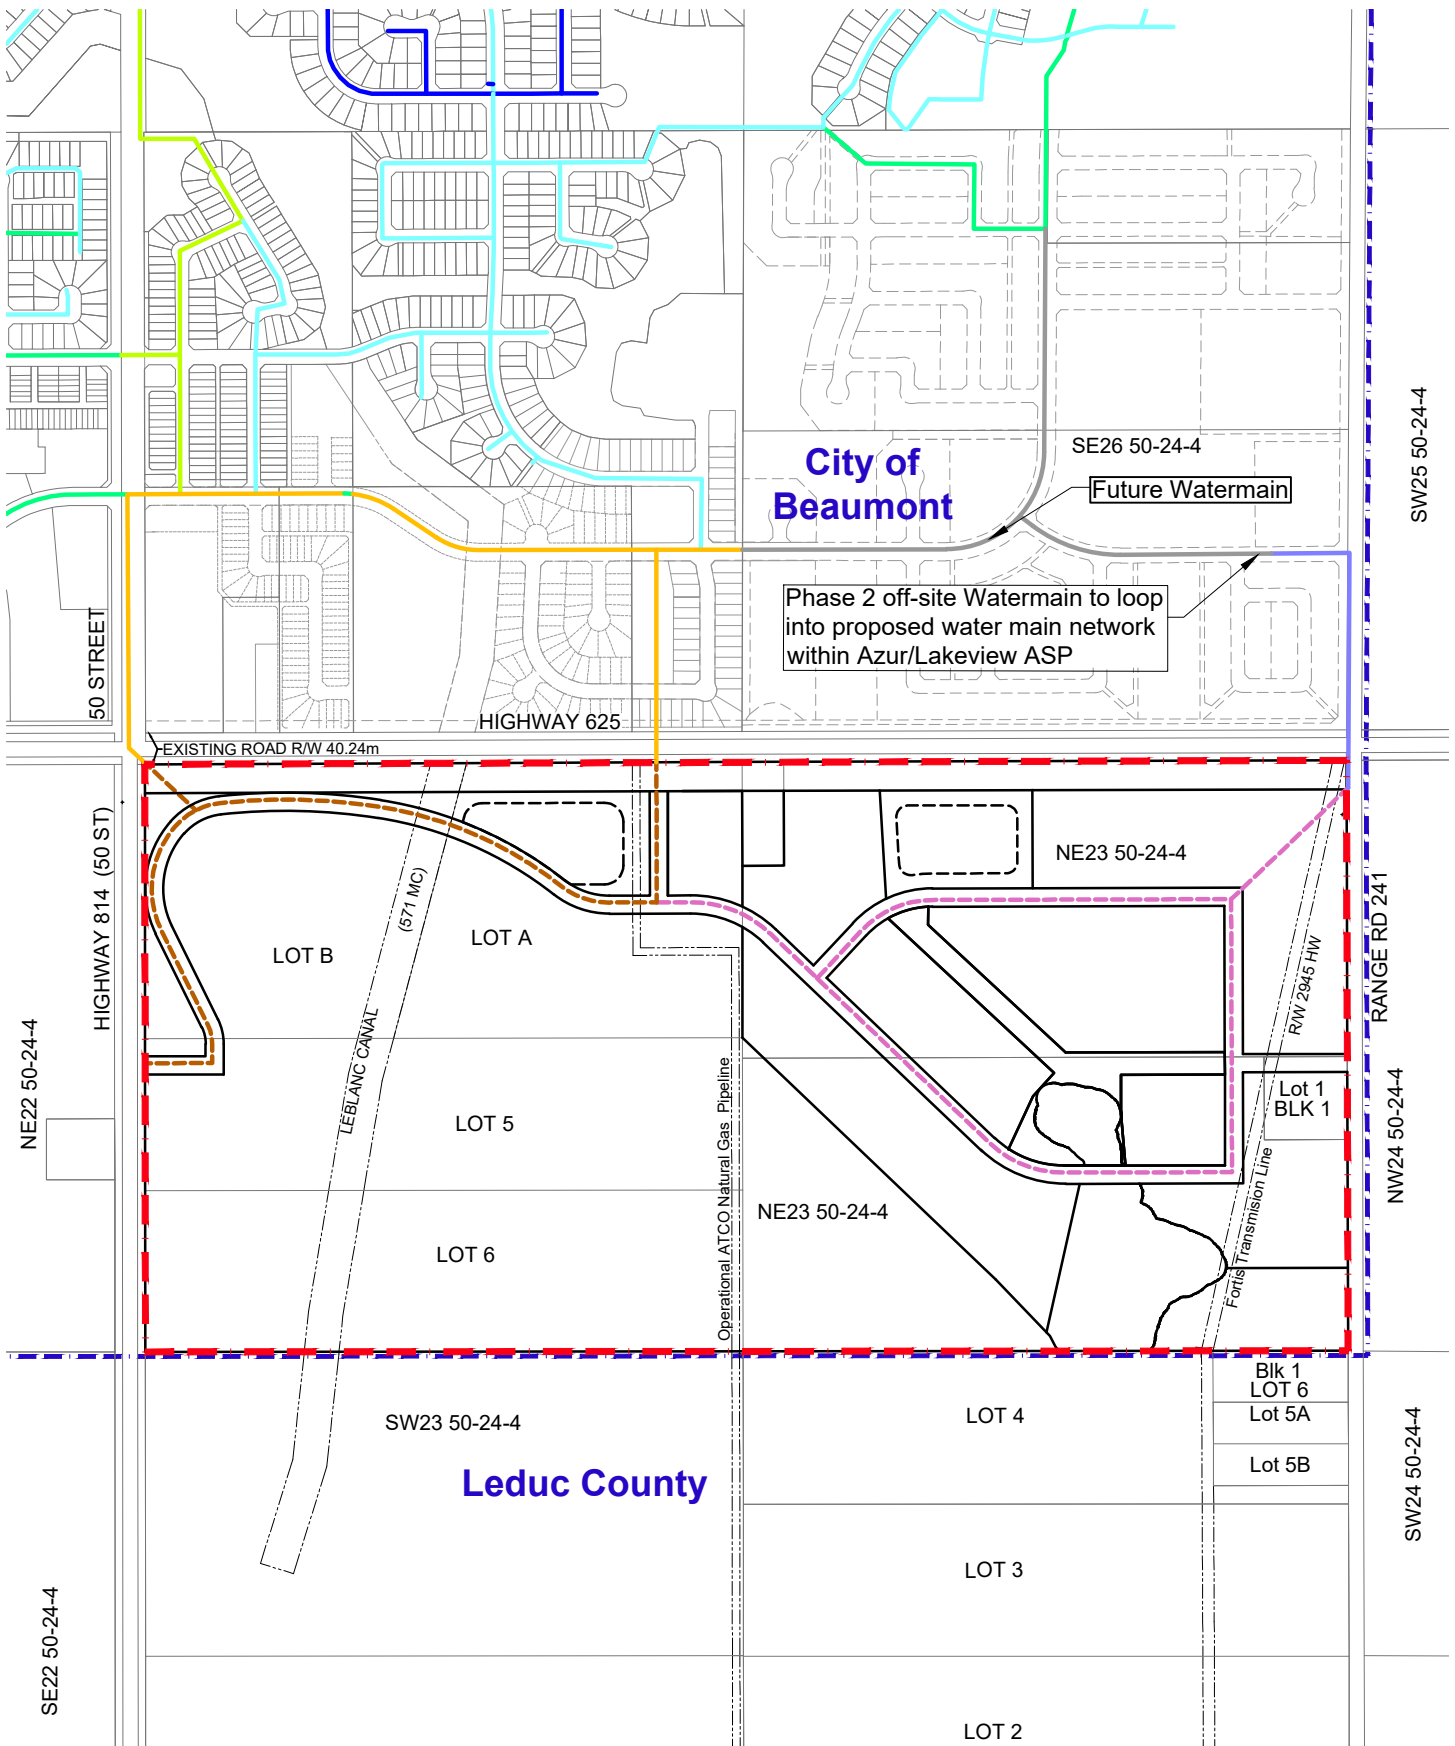 SW25 50-24-4
SE26 50-24-4
City of
Beaumont
Future Watermain
Phase 2 off-site Watermain to loop
into proposed water main network
within Azur/Lakeview ASP
50 STREET
HIGHWAY 625
EXISTING ROAD R/W 40.24m
HIGHWAY 814 (50 ST)
NE23 50-24-4
(571 MC)
LOT A
LOT B
RANGE RD 241
R/W 2945 HW
NE22 50-24-4
LEBLANC CANAL
Operational ATCO Natural Gas Pipeline
Lot 1
BLK 1
LOT 5
NW24 50-24-4
NE23 50-24-4
Fortis Transmision Line
LOT 6
Blk 1
LOT 6
Lot 5A
LOT 4
SW23 50-24-4
Lot 5B
Leduc County
SW24 50-24-4
LOT 3
SE22 50-24-4
LOT 2